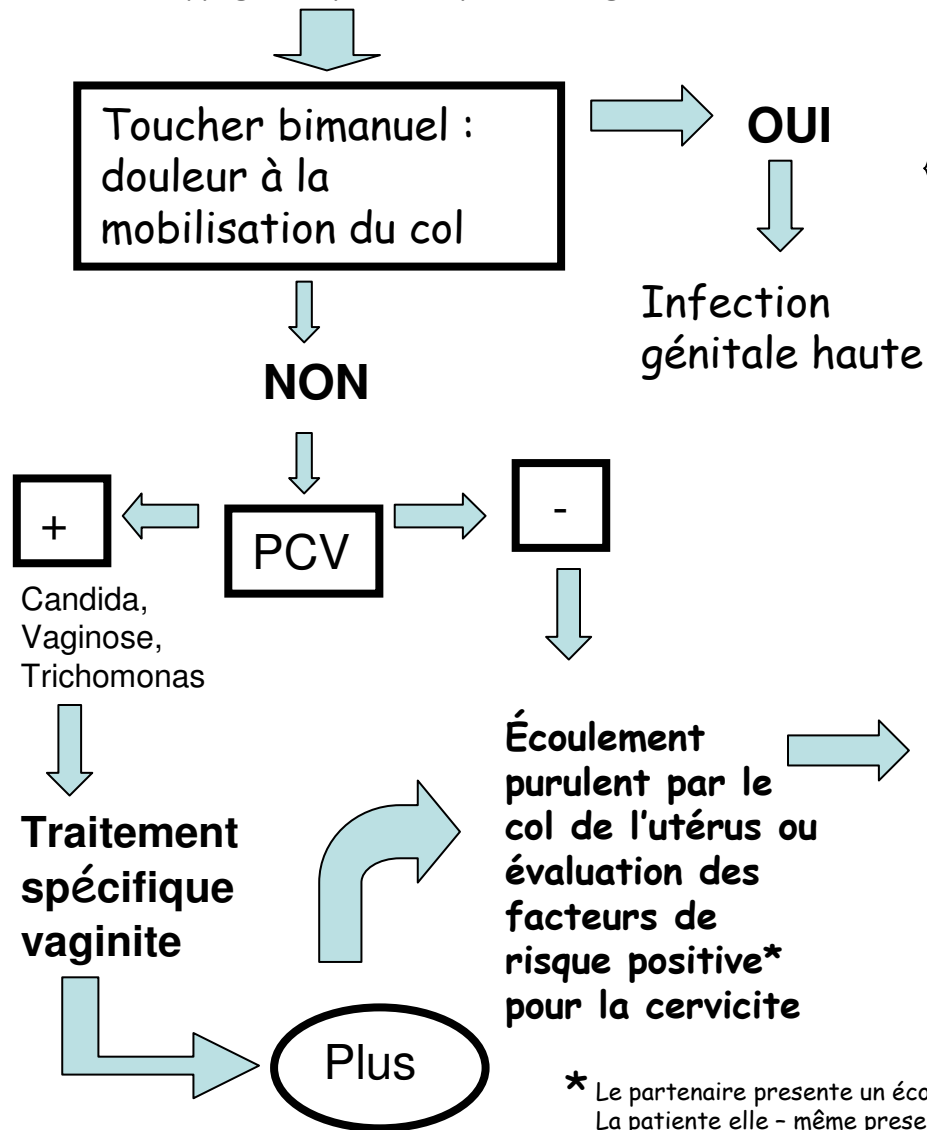 Toucher bimanuel :
douleur à la
mobilisation du col
OUI
Infection
génitale haute
NON
+
PCV
-
Candida,
Vaginose,
Trichomonas
Traitement
spécifique
vaginite
Écoulement
purulent par le
col de l'utérus ou
évaluation des
facteurs de
risque positive*
pour la cervicite
Plus
* Le partenaire presente un
La patiente elle – même